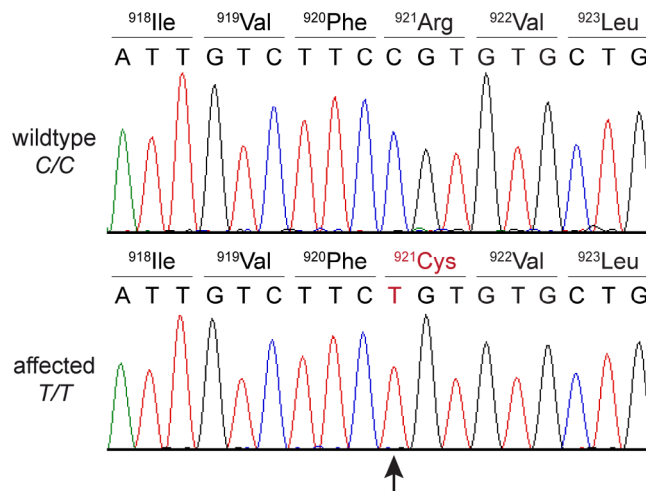 918Ile 919Val 920Phe 921Arg 922Val 923Leu
A T T G T C T T C C G T G T G C T G
wildtype
C/C
918Ile 919Val 920Phe 921Cys 922Val 923Leu
A T T G T C T T C T G T G T G C T G
affected
T/T